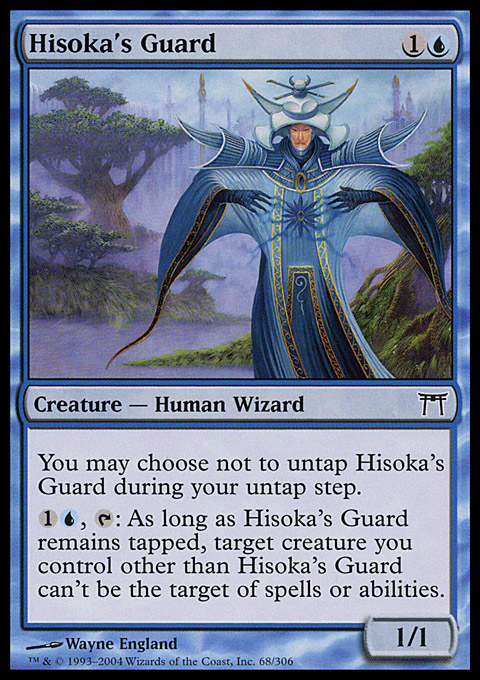 Hisoka's Guard 1
Creature — Human Wizard
You may choose not to untap Hisoka's
Guard during your untap step.
1 , : As long as Hisoka's Guard
remains tapped, target creature you
control other than Hisoka's Guard
can't be the target of spells or abilities.
1/1
Wayne England
™ & © 1993–2004 Wizards of the Coast, Inc. 68/306